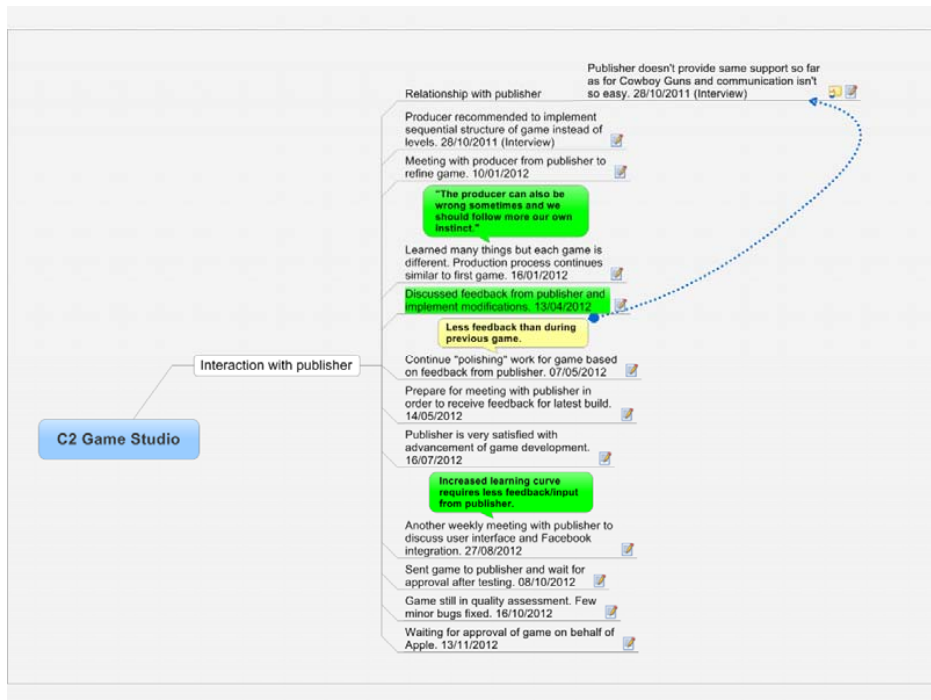 Publisher doesn't provide same support so far
as for Cowboy Guns and communication isn't
so easy. 28/10/2011 (Interview)
Relationship with publisher
Producer recommended to implement
sequential structure of game instead of
levels. 28/10/2011 (Interview)
Meeting with producer from publisher to
refine game. 10/01/2012
"The producer can also be
wrong sometimes and we
should follow more our own
instinct."
Learned many things but each game is
different. Production process continues
similar to first game. 16/01/2012
Discussed feedback from publisher and
implement modifications. 13/04/2012
Less feedback than during
previous game.
Interaction with publisher
Continue "polishing" work for game based
on feedback from publisher. 07/05/2012
Prepare for meeting with publisher in
order to receive feedback for latest build.
14/05/2012
C2 Game Studio
Publisher is very satisfied with
advancement of game development.
16/07/2012
Increased learning curve
requires less feedback/input
from publisher.
Another weekly meeting with publisher to
discuss user interface and Facebook
integration. 27/08/2012
Sent game to publisher and wait for
approval after testing. 08/10/2012
Game still in quality assessment. Few
minor bugs fixed. 16/10/2012
Waiting for approval of game on behalf of
Apple. 13/11/2012